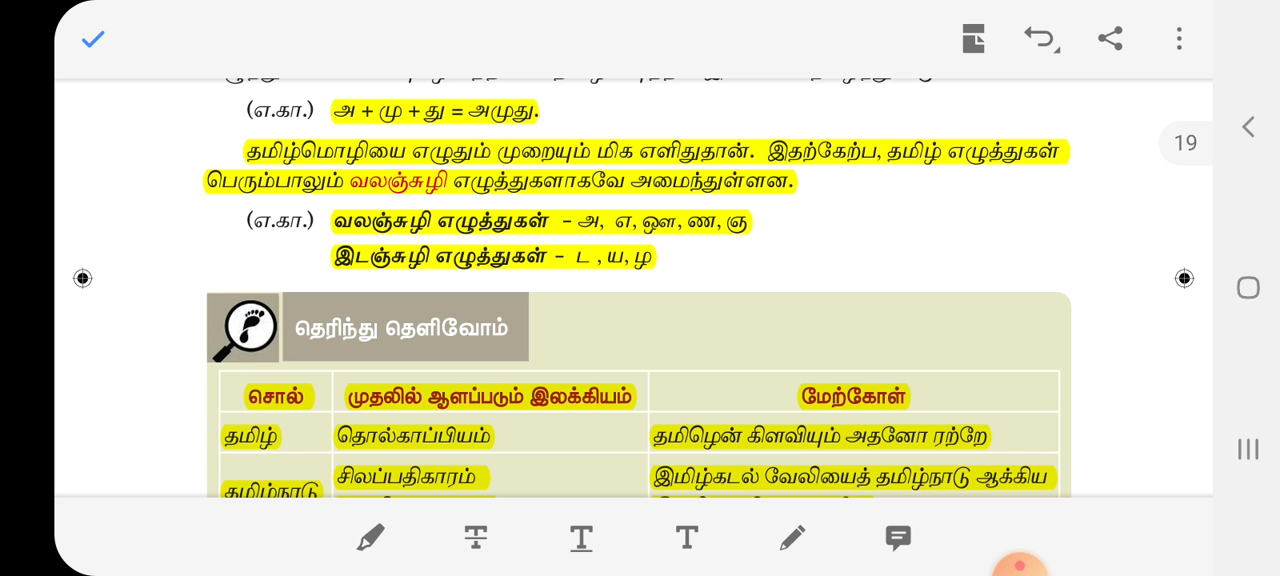 (எ.கா.) அ + மு + து = அமுது.
19
தமிழ்மொழியை எழுதும் முறையும் மிக எளிதுதான். இதற்கேற்ப, தமிழ் எழுத்துகள்
பெரும்பாலும் வலஞ்சுழி எழுத்துகளாகவே அமைந்துள்ளன.
(எ.கா.) வலஞ்சுழி எழுத்துகள் – அ, எ, ஔ, ண, ஞ
இடஞ்சுழி எழுத்துகள் – ட , ய, ழ
தெரிந்து தெளிவோம்
சொல் முதலில் ஆளப்படும் இலக்கியம் மேற்கோள்
தமிழ் தொல்காப்பியம் தமிழென் கிளவியும் அதனோ ரற்றே
தமிழ்நாடு சிலப்பதிகாரம் இமிழ்கடல் வேலியைத் தமிழ்நாடு ஆக்கிய